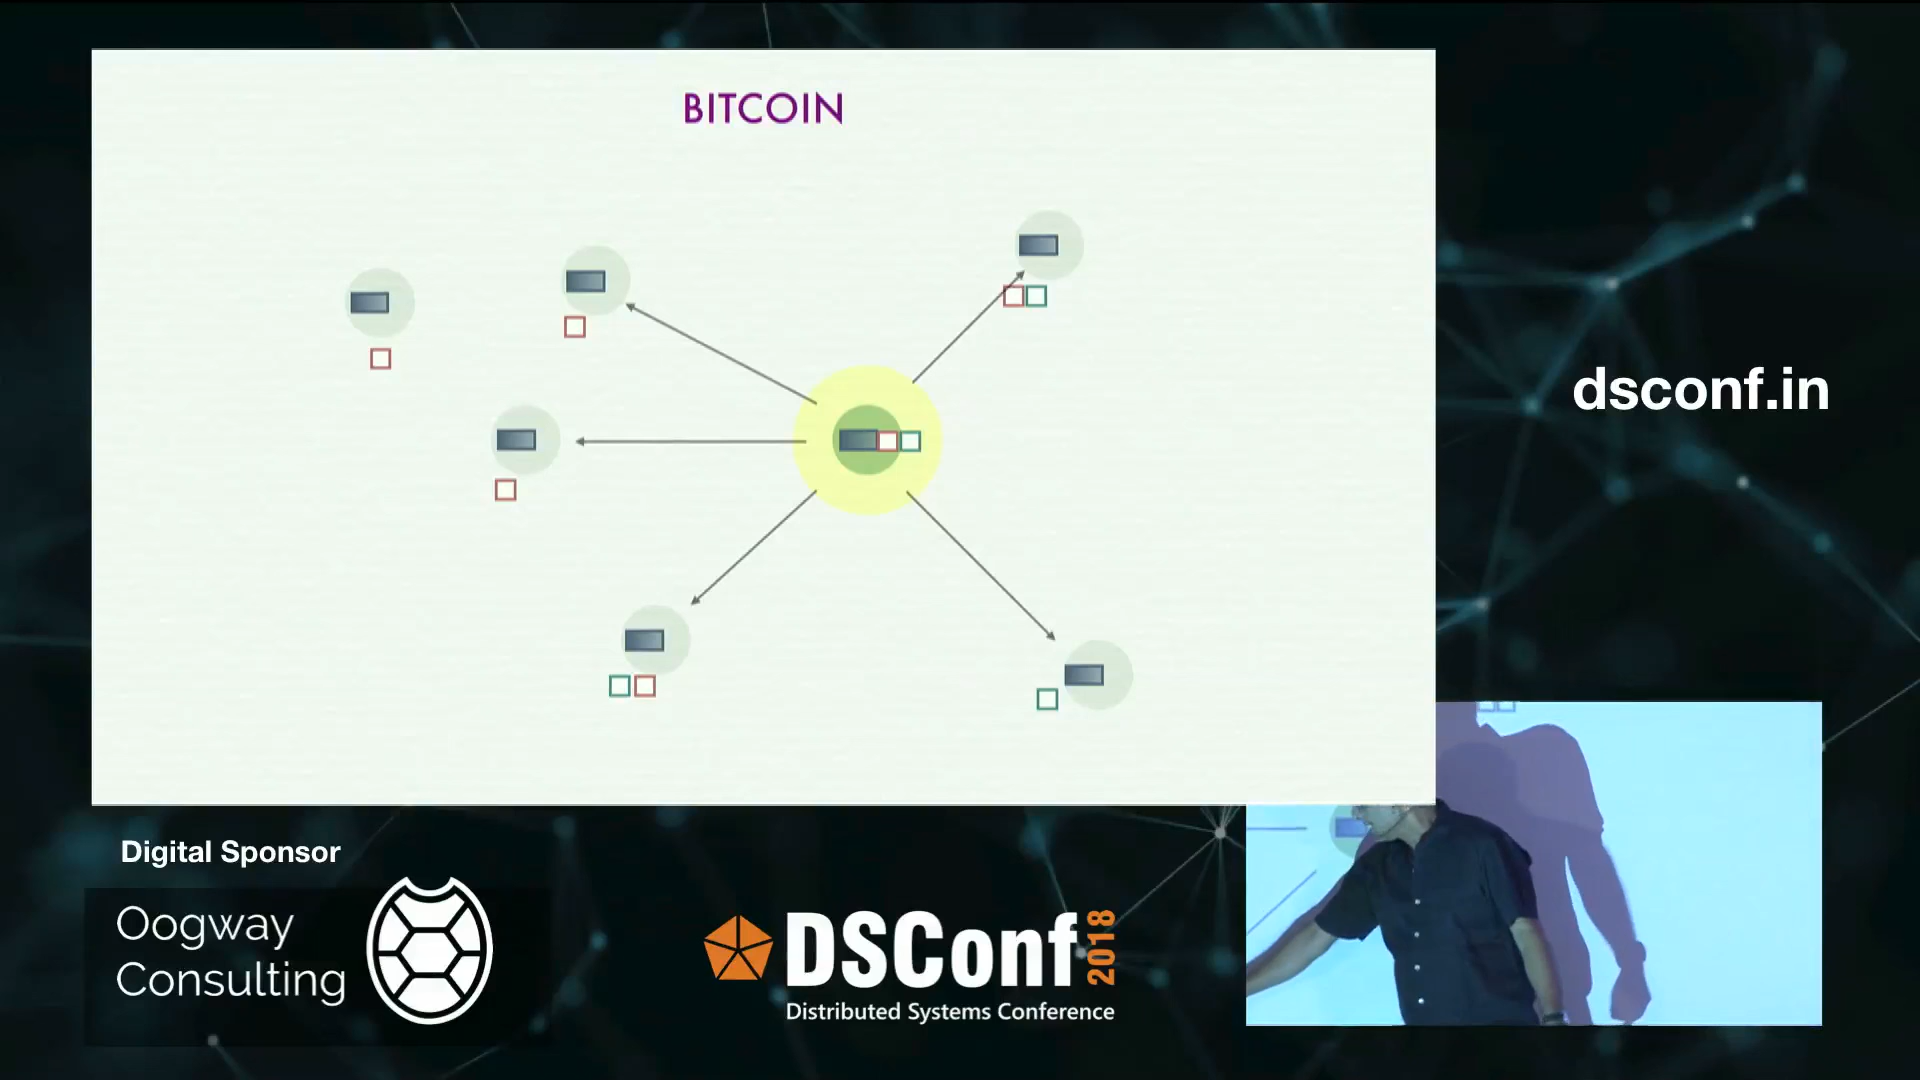 BITCOIN
dsconf.in
Digital Sponsor
Oogway
Consulting
DSConf 2018
Distributed Systems Conference